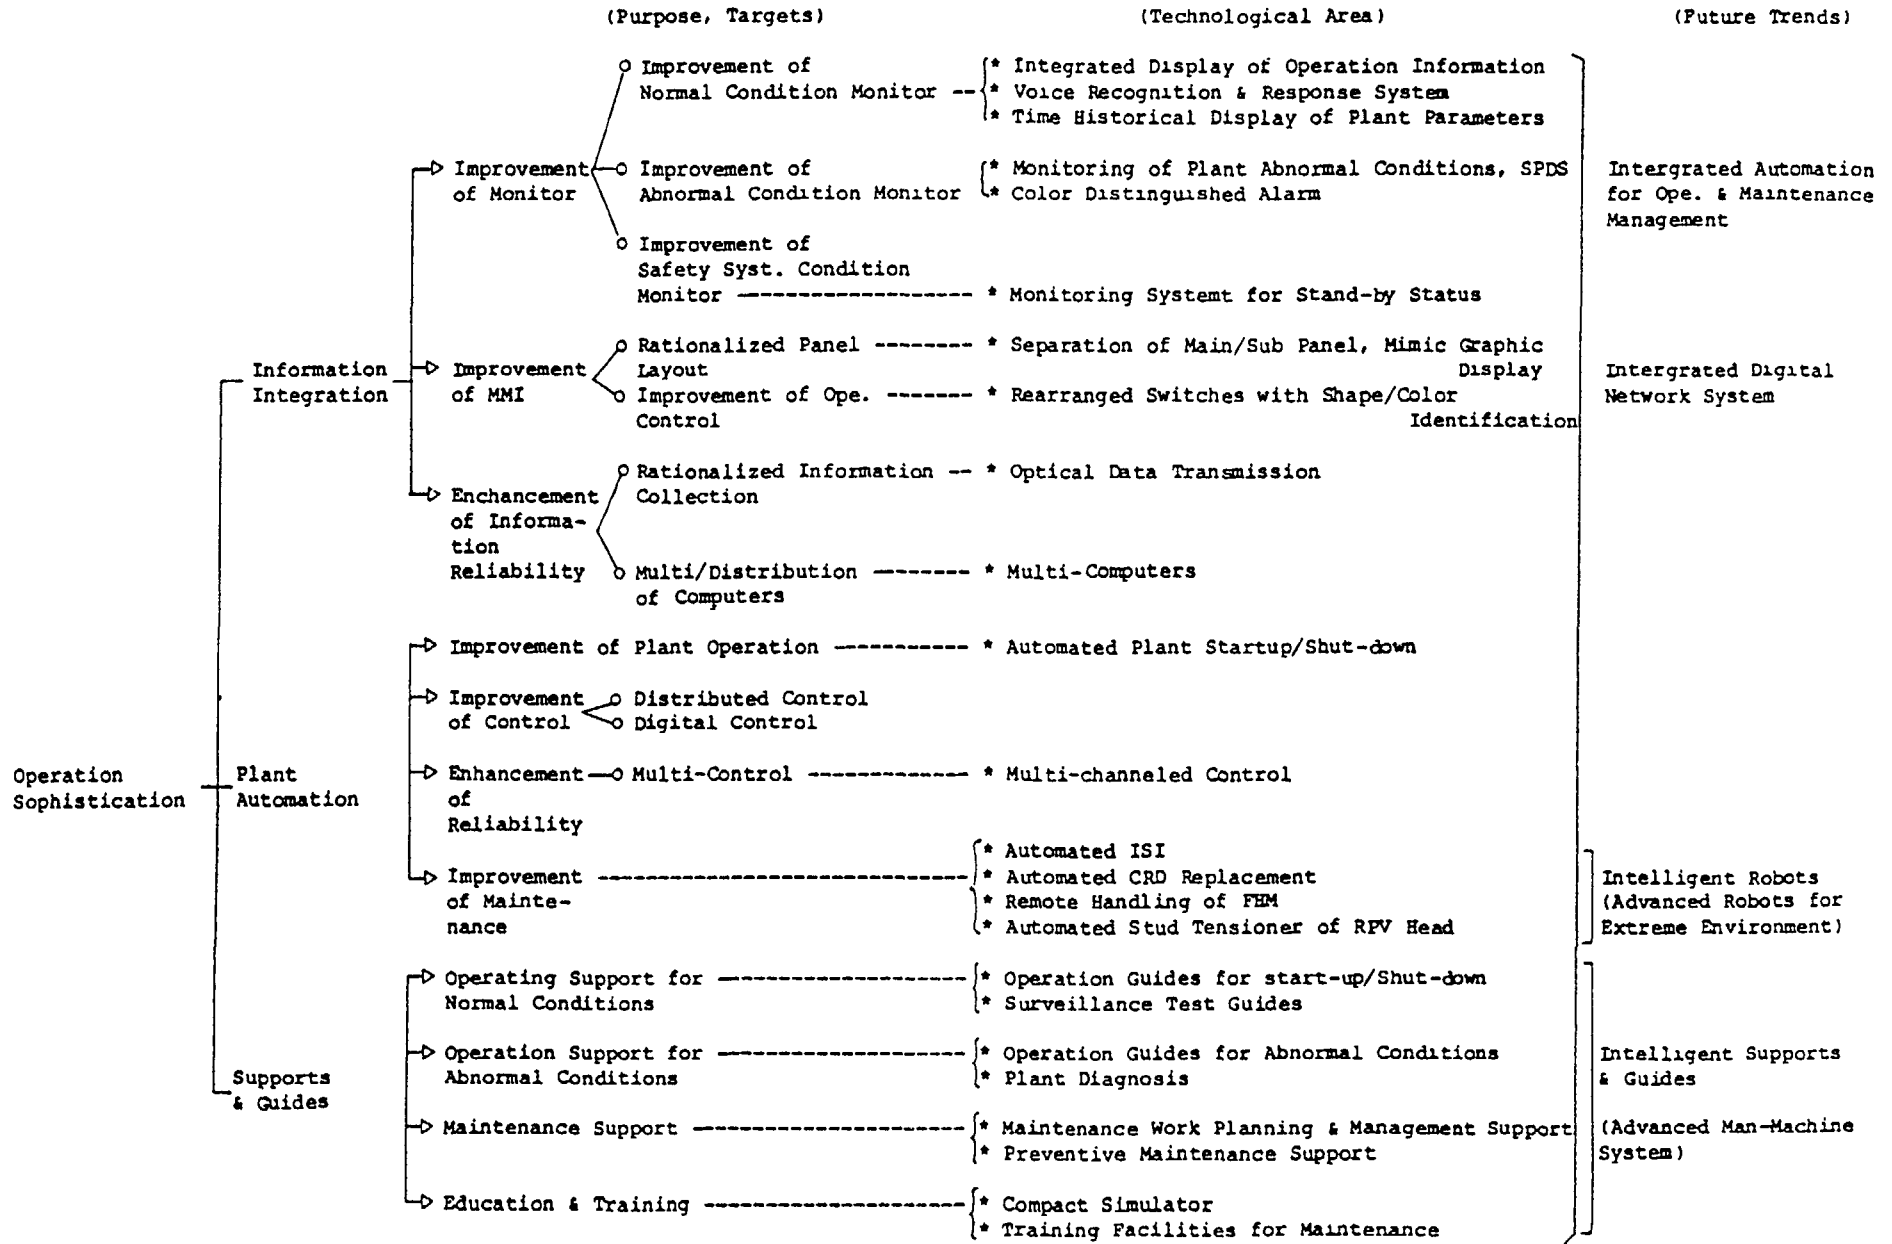 (Purpose, Targets) (Technological Area) (Future Trends)
Improvement of
Normal Condition Monitor --
* Integrated Display of Operation Information
* Voice Recognition & Response System
* Time Historical Display of Plant Parameters
Improvement
of Monitor
Improvement of
Abnormal Condition Monitor
* Monitoring of Plant Abnormal Conditions, SPDS
* Color Distinguished Alarm
Intergrated Automation
for Ope. & Maintenance
Management
Improvement of
Safety Syst. Condition
Monitor ------------------- * Monitoring Systemt for Stand-by Status
Information
Integration
Improvement
of MMI
Rationalized Panel -------- * Separation of Main/Sub Panel, Mimic Graphic
Layout Display
Improvement of Ope. ------- * Rearranged Switches with Shape/Color
Control Identification
Intergrated Digital
Network System
Enchancement
of Informa-
tion
Reliability
Rationalized Information -- * Optical Data Transmission
Collection
Multi/Distribution -------- * Multi-Computers
of Computers
Operation
Sophistication
Plant
Automation
Improvement of Plant Operation ----------- * Automated Plant Startup/Shut-down
Improvement
of Control
Distributed Control
Digital Control
Enhancement
of
Reliability
Multi-Control ------------- * Multi-channeled Control
Improvement
of Mainte-
nance
* Automated ISI
* Automated CRD Replacement
* Remote Handling of FHM
* Automated Stud Tensioner of RPV Head
Intelligent Robots
(Advanced Robots for
Extreme Environment)
Supports
& Guides
Operating Support for
Normal Conditions
* Operation Guides for start-up/Shut-down
* Surveillance Test Guides
Operation Support for
Abnormal Conditions
* Operation Guides for Abnormal Conditions
* Plant Diagnosis
Intelligent Supports
& Guides
Maintenance Support
* Maintenance Work Planning & Management Support
* Preventive Maintenance Support
(Advanced Man-Machine
System)
Education & Training
* Compact Simulator
* Training Facilities for Maintenance